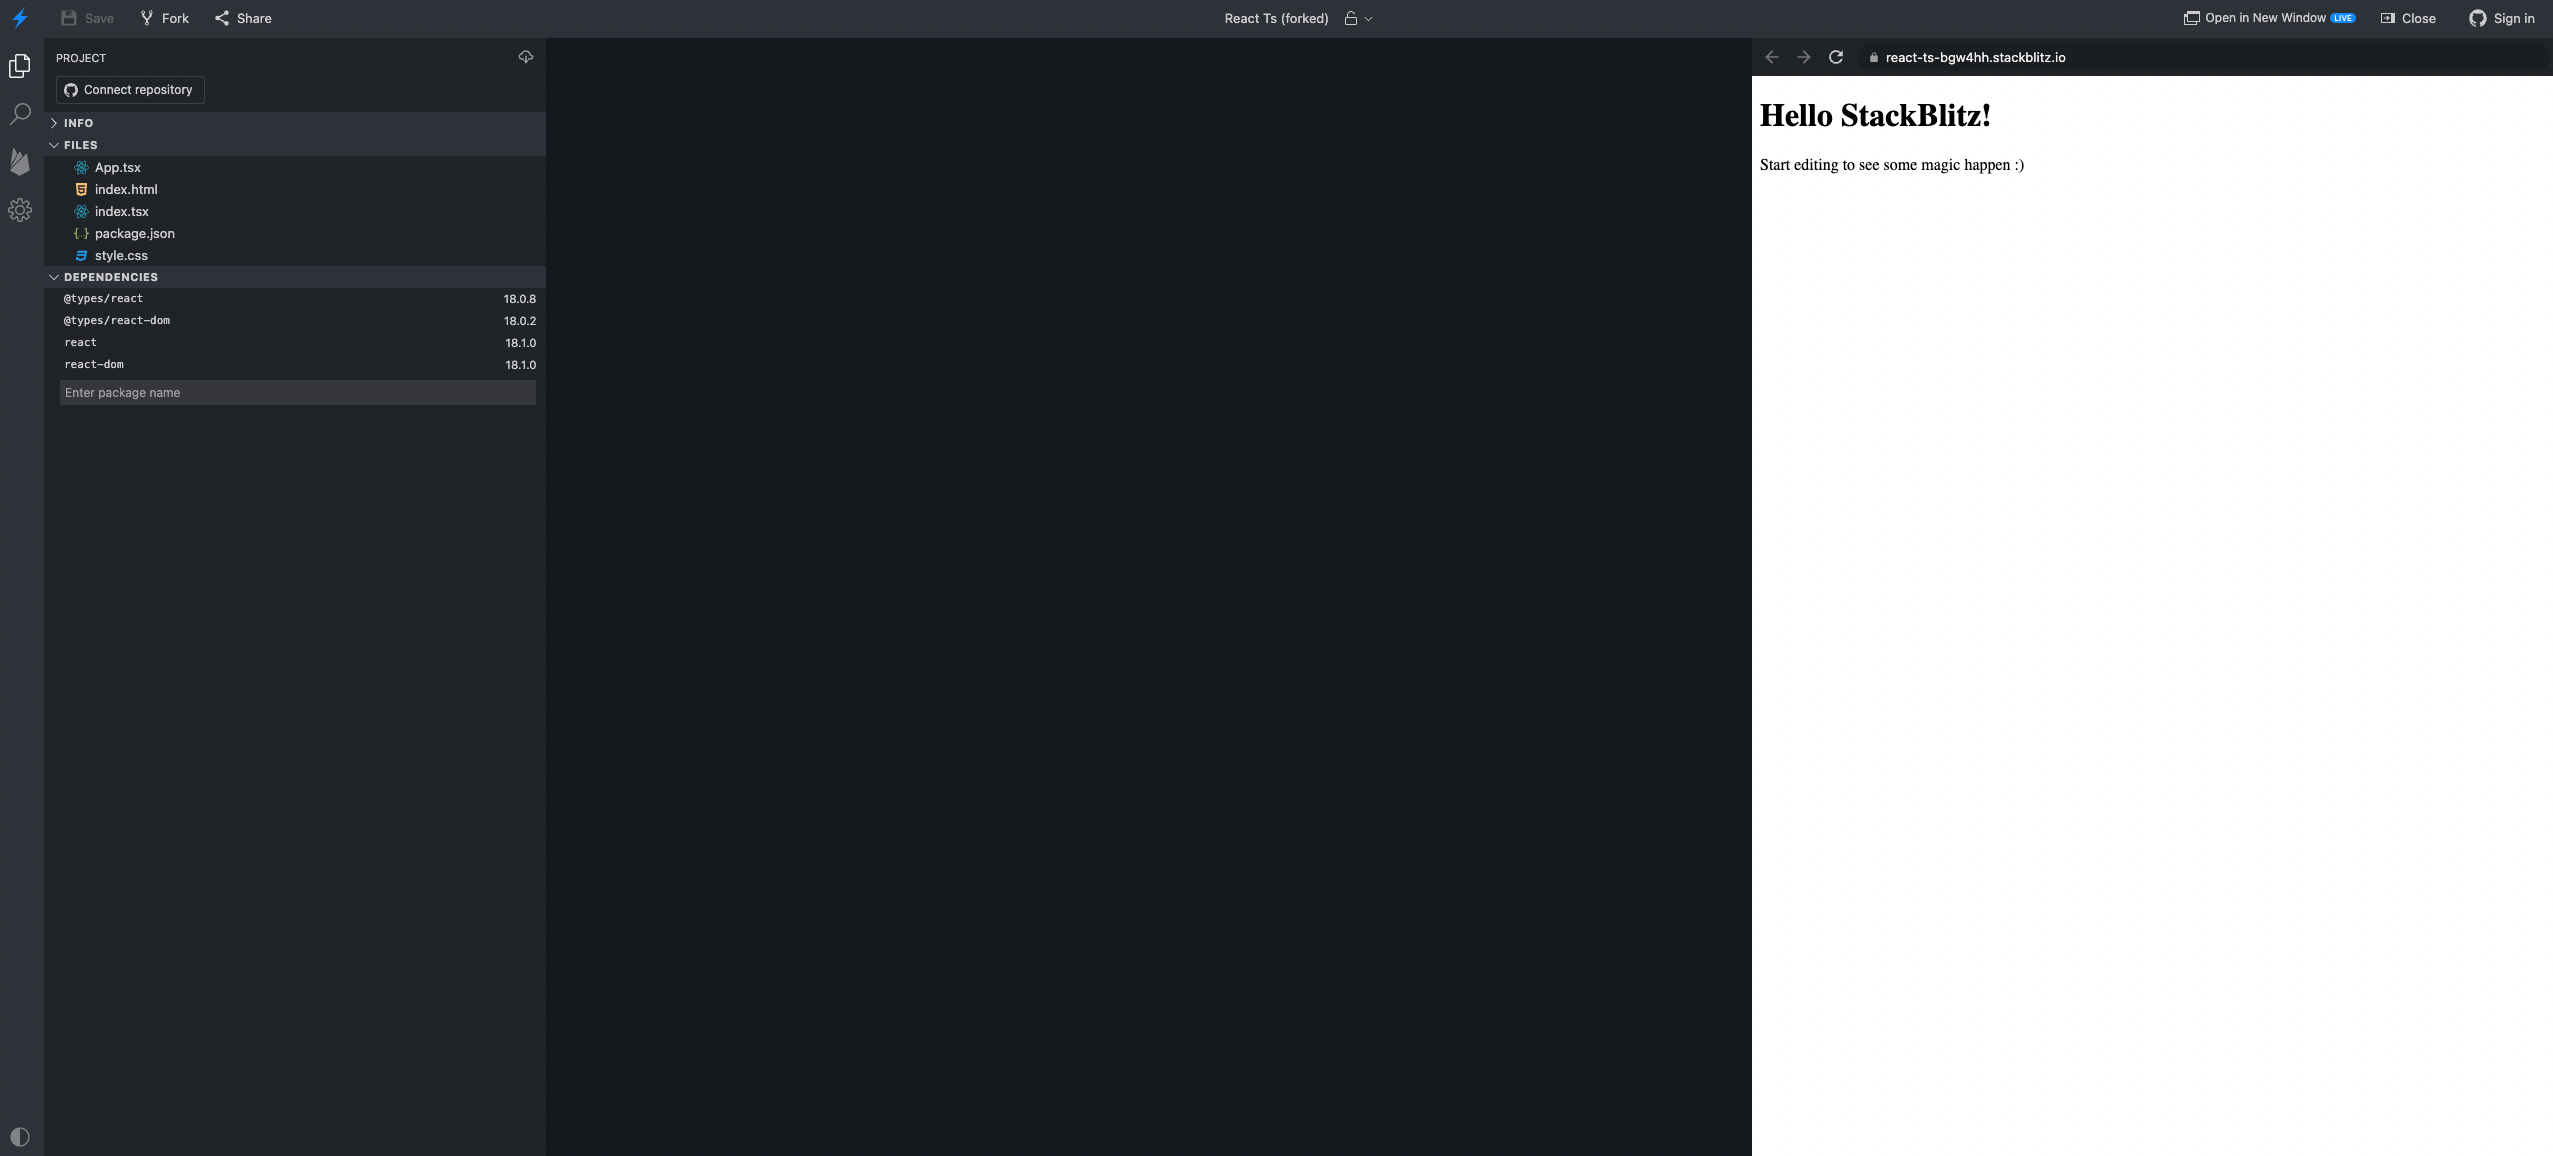 Save Fork Share React Ts (forked) Open in New Window LIVE Close Sign in
PROJECT
Connect repository
INFO
FILES
App.tsx
index.html
index.tsx
{..} package.json
style.css
DEPENDENCIES
@types/react 18.0.8
@types/react-dom 18.0.2
react 18.1.0
react-dom 18.1.0
Enter package name
react-ts-bgw4hh.stackblitz.io
Hello StackBlitz!
Start editing to see some magic happen :)